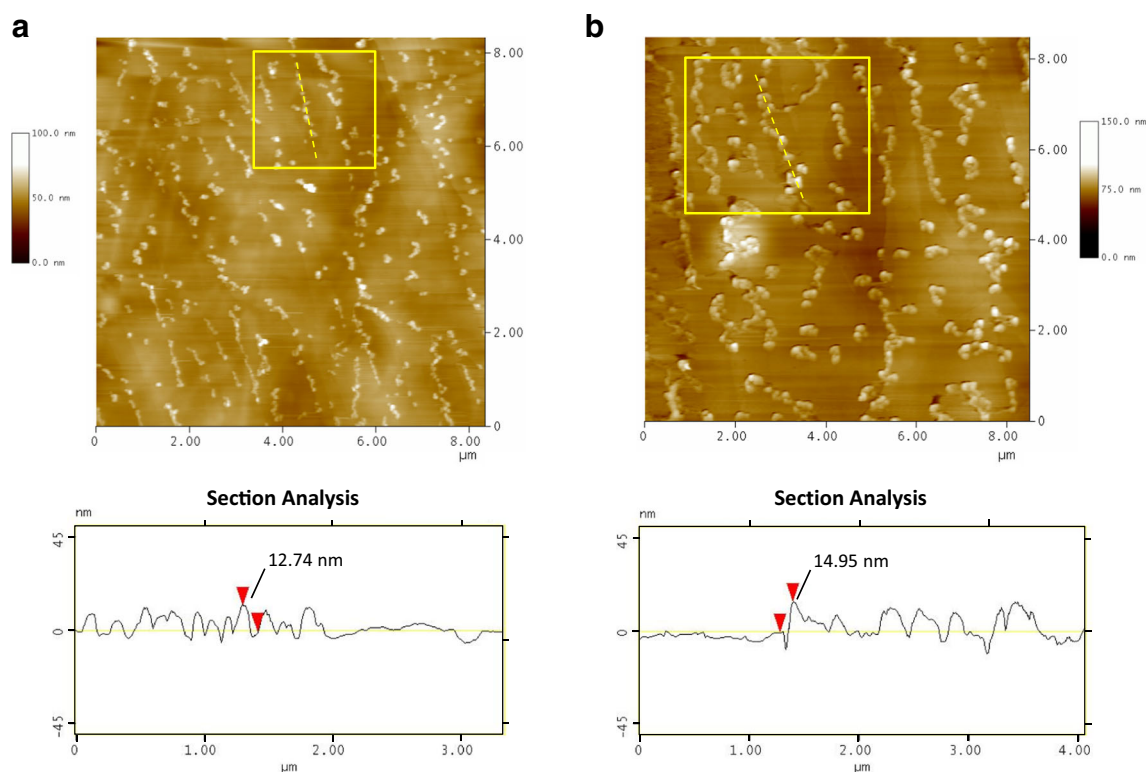 a
100.0 nm
50.0 nm
0.0 nm
8.00
6.00
4.00
2.00
0
0 2.00 4.00 6.00 8.00
µm
Section Analysis
nm
45
0
-45
12.74 nm
0 1.00 2.00 3.00
µm
b
150.0 nm
75.0 nm
0.0 nm
8.00
6.00
4.00
2.00
0
0 2.00 4.00 6.00 8.00
µm
Section Analysis
nm
45
0
-45
14.95 nm
0 1.00 2.00 3.00 4.00
µm